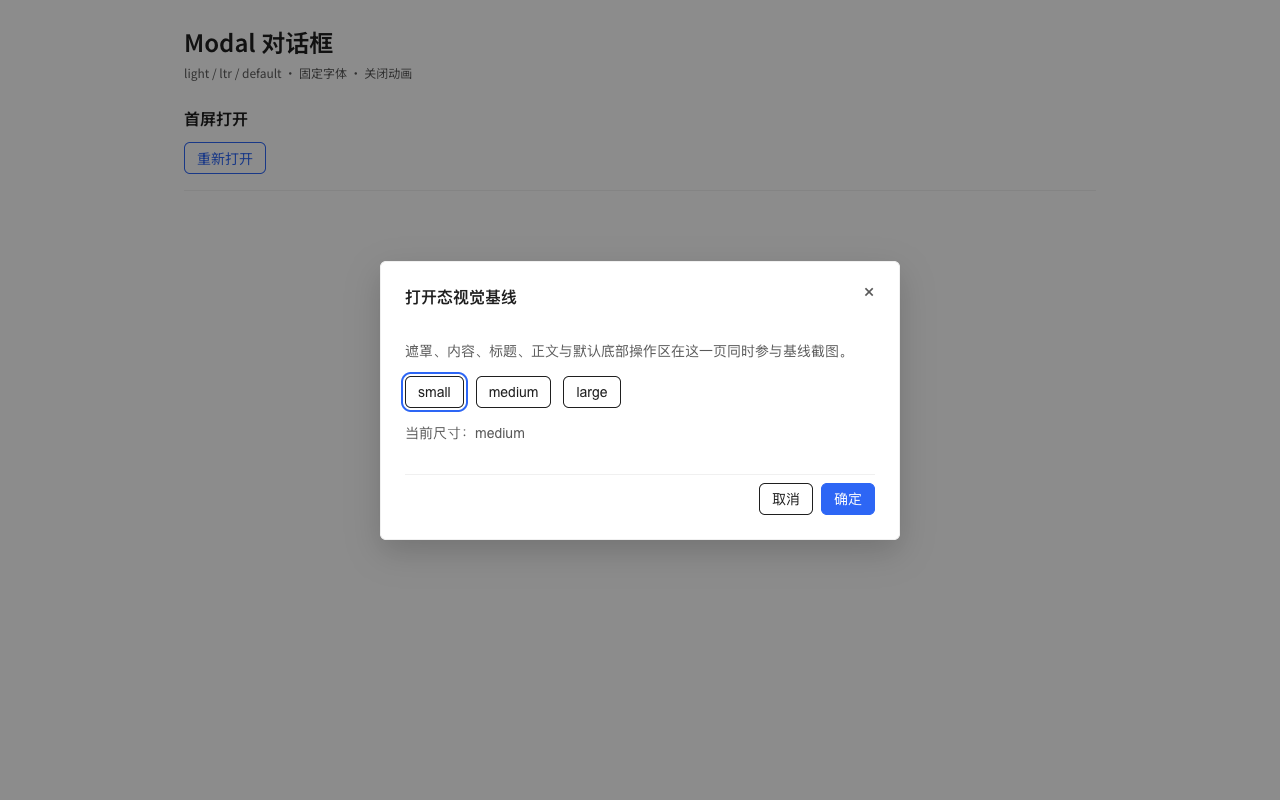 Modal 对话框
light / ltr / default · 固定字体 · 关闭动画
首屏打开
重新打开
打开态视觉基线
×
遮罩、内容、标题、正文与默认底部操作区在这一页同时参与基线截图。
small medium large
当前尺寸：medium
取消 确定